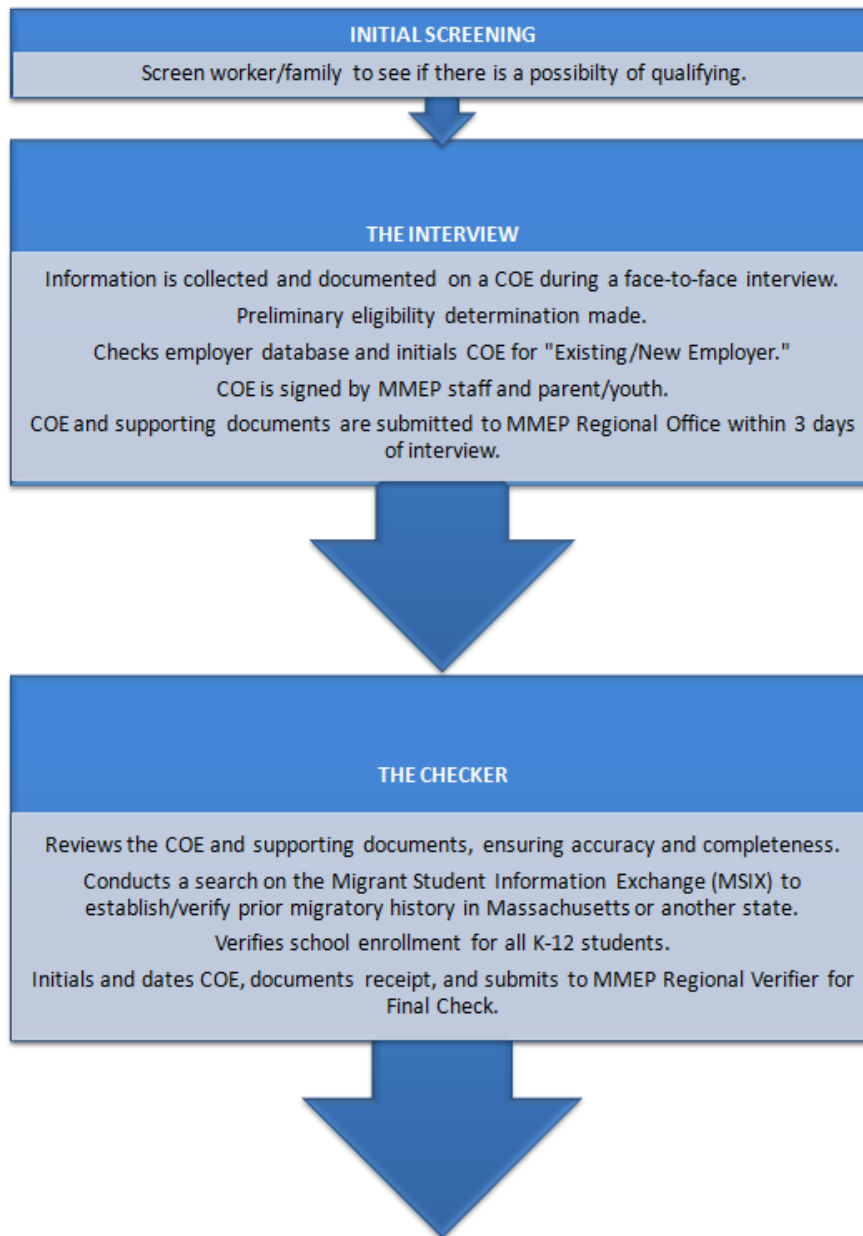 INITIAL SCREENING
Screen worker/family to see if there is a possibilty of qualifying.
THE INTERVIEW
Information is collected and documented on a COE during a face-to-face interview.
Preliminary eligibility determination made.
Checks employer database and initials COE for "Existing/New Employer."
COE is signed by MMEP staff and parent/youth.
COE and supporting documents are submitted to MMEP Regional Office within 3 days
of interview.
THE CHECKER
Reviews the COE and supporting documents, ensuring accuracy and completeness.
Conducts a search on the Migrant Student Information Exchange (MSIX) to
establish/verify prior migratory history in Massachusetts or another state.
Verifies school enrollment for all K-12 students.
Initials and dates COE, documents receipt, and submits to MMEP Regional Verifier for
Final Check.